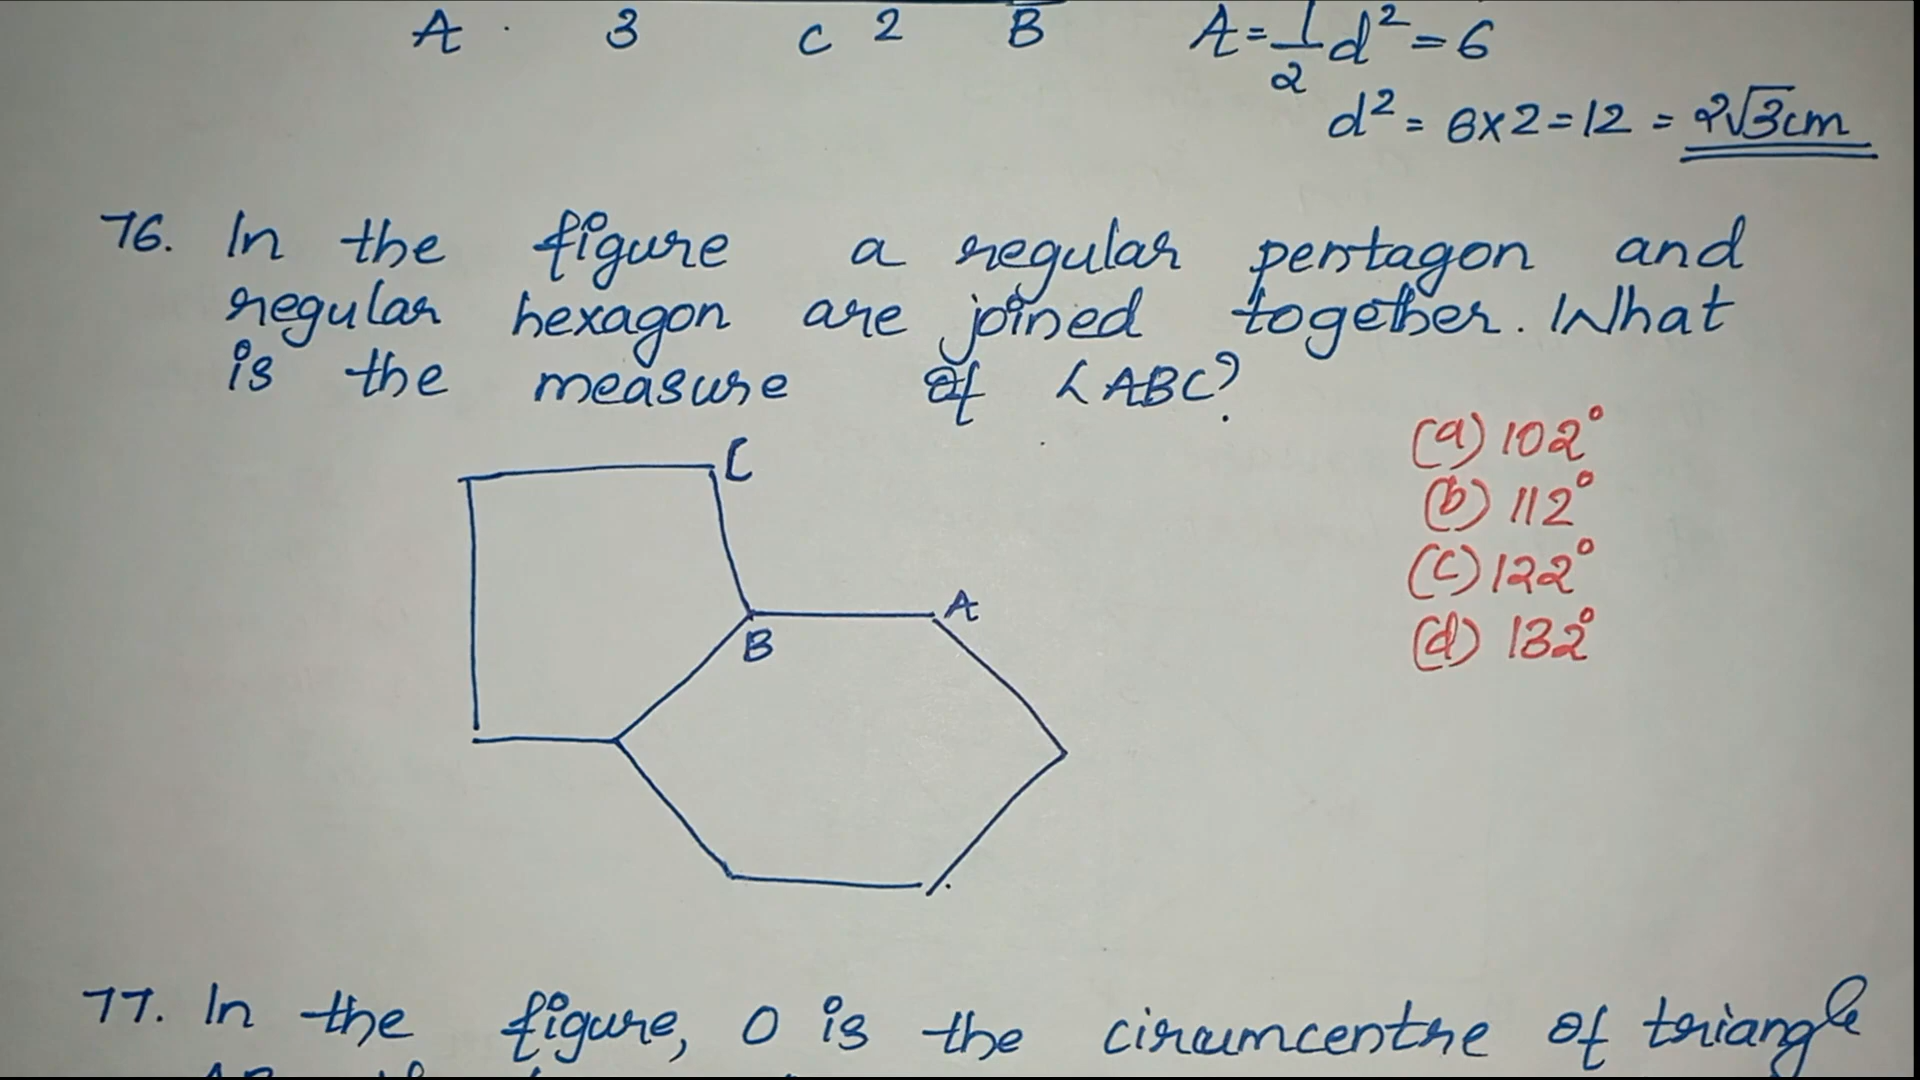 A . 3 C 2 B A = 1/2 d² = 6
d² = 6x2 = 12 = 2√3cm
76. In the figure a regular pentagon and
regular hexagon are joined together. What
is the measure of ∠ABC?
(a) 102°
(b) 112°
(c) 122°
(d) 132°
C
A
B
77. In the figure, O is the circumcentre of triangle